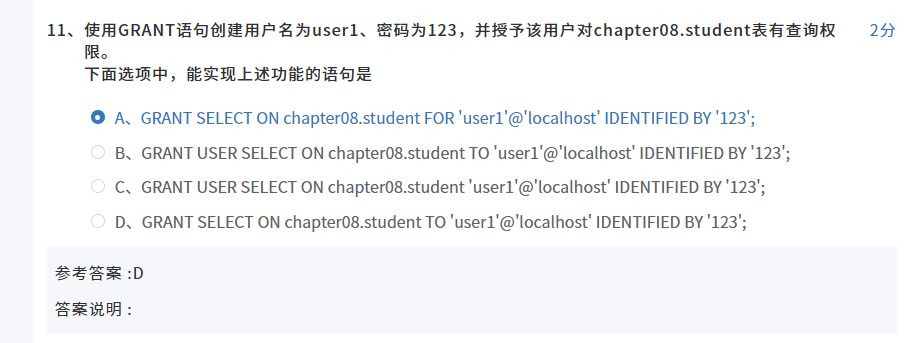 11、使用GRANT语句创建用户名为user1、密码为123，并授予该用户对chapter08.student表有查询权 2分
限。
下面选项中，能实现上述功能的语句是
A、GRANT SELECT ON chapter08.student FOR 'user1'@'localhost' IDENTIFIED BY '123';
B、GRANT USER SELECT ON chapter08.student TO 'user1'@'localhost' IDENTIFIED BY '123';
C、GRANT USER SELECT ON chapter08.student 'user1'@'localhost' IDENTIFIED BY '123';
D、GRANT SELECT ON chapter08.student TO 'user1'@'localhost' IDENTIFIED BY '123';
参考答案 :D
答案说明 :